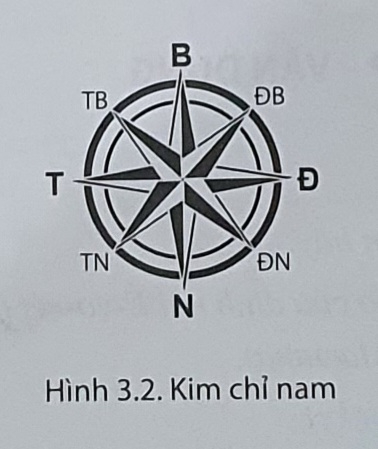 B
TB ĐB
T Đ
TN ĐN
N
Hình 3.2. Kim chỉ nam